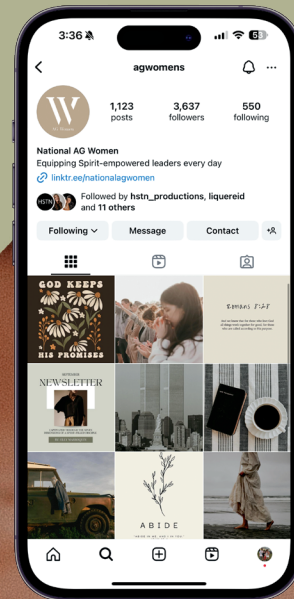 3:36
53
agwomens
W
1,123 3,637 550
posts followers following
National AG Women
Equipping Spirit-empowered leaders every day
linktr.ee/nationalagwomen
HSTN
Followed by hstn_productions, liquereid
and 11 others
Following Message Contact
GOD KEEPS
HIS PROMISES
Romans 8:28
NEWSLETTER
ABIDE